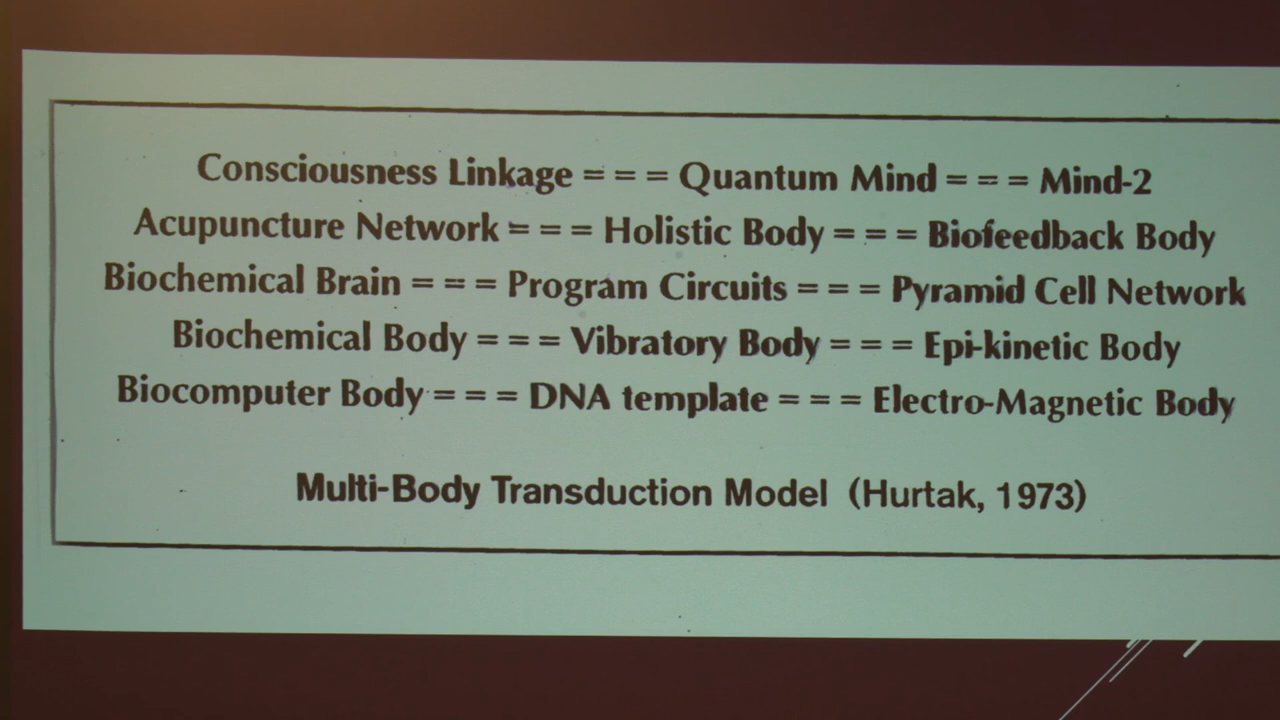 Consciousness Linkage = = = Quantum Mind = = = Mind-2
Acupuncture Network = = = Holistic Body = = = Biofeedback Body
Biochemical Brain = = = Program Circuits = = = Pyramid Cell Network
Biochemical Body = = = Vibratory Body = = = Epi-kinetic Body
Biocomputer Body = = = DNA template = = = Electro-Magnetic Body
Multi-Body Transduction Model (Hurtak, 1973)